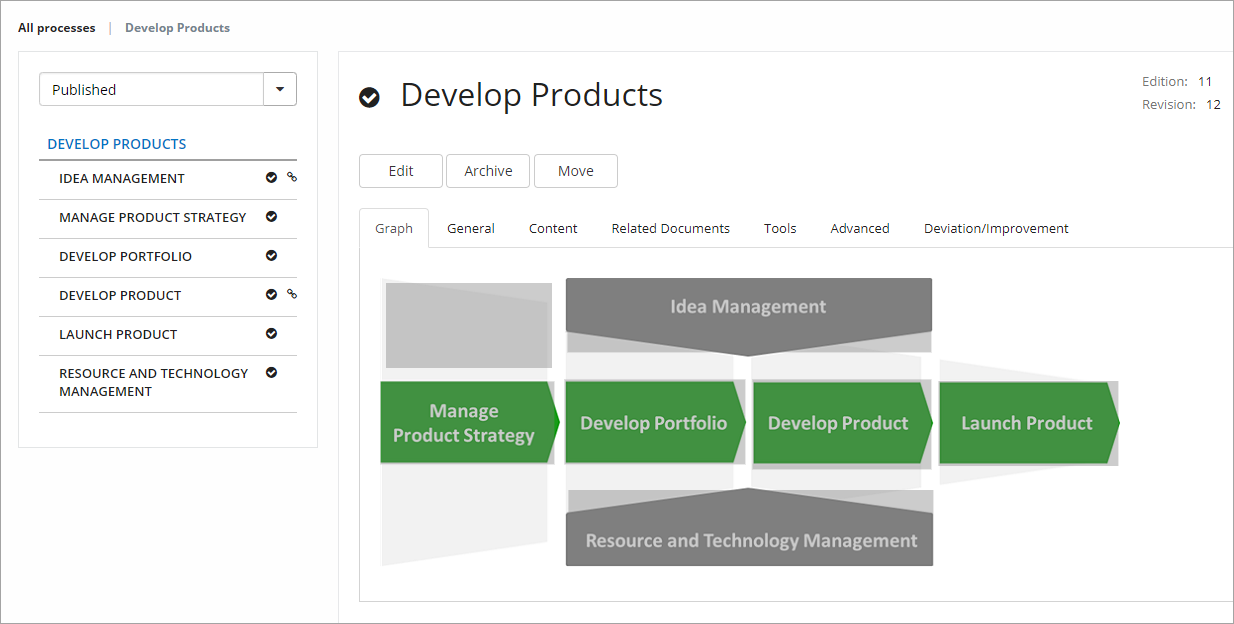 All processes | Develop Products
Published
DEVELOP PRODUCTS
IDEA MANAGEMENT
MANAGE PRODUCT STRATEGY
DEVELOP PORTFOLIO
DEVELOP PRODUCT
LAUNCH PRODUCT
RESOURCE AND TECHNOLOGY
MANAGEMENT
Develop Products
Edition: 11
Revision: 12
Edit Archive Move
Graph General Content Related Documents Tools Advanced Deviation/Improvement
Idea Management
Manage
Product Strategy
Develop Portfolio
Develop Product
Launch Product
Resource and Technology Management